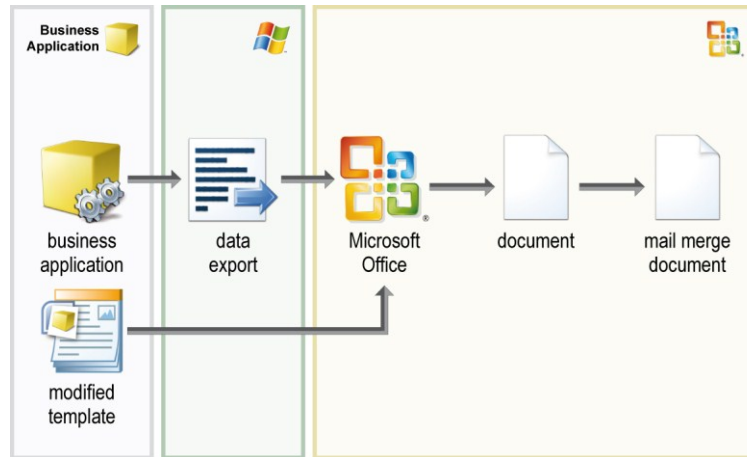 Business
Application
business
application
data
export
Microsoft
Office
®
document
mail merge
document
modified
template